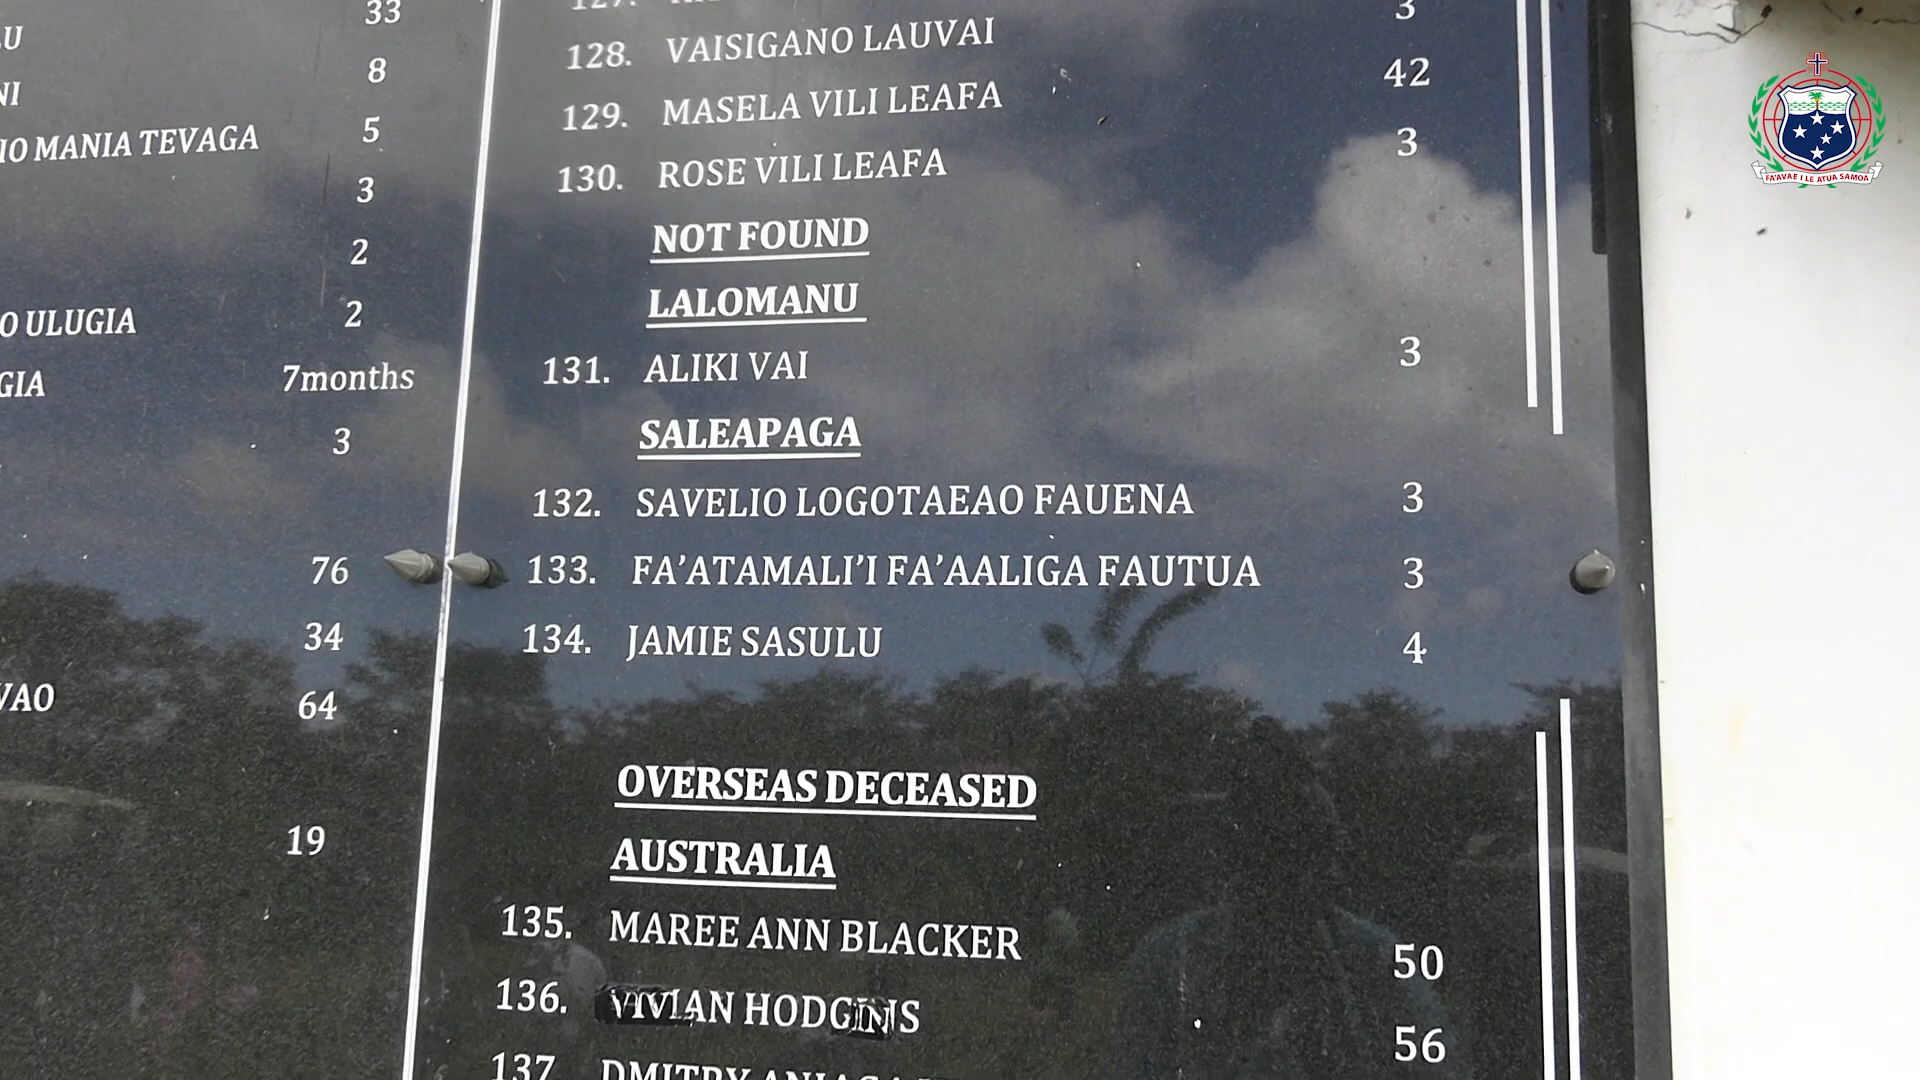 33
LU
8
NI
5
IO MANIA TEVAGA
3
2
2
O ULUGIA
7months
GIA
3
76
34
VAO
64
19
127.
3
128. VAISIGANO LAUVAI
42
129. MASELA VILI LEAFA
3
130. ROSE VILI LEAFA
NOT FOUND
LALOMANU
131. ALIKI VAI 3
SALEAPAGA
132. SAVELIO LOGOTAEAO FAUENA 3
133. FA’ATAMALI’I FA’AALIGA FAUTUA 3
134. JAMIE SASULU 4
OVERSEAS DECEASED
AUSTRALIA
135. MAREE ANN BLACKER 50
136. VIVIAN HODGINS 56
137. DMITRY
FA'AVAE I LE ATUA SAMOA